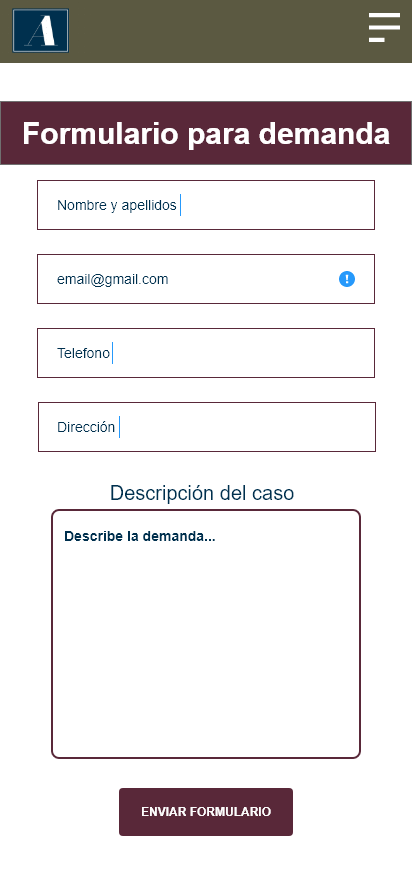 A
Formulario para demanda
Nombre y apellidos
email@gmail.com
Telefono
Dirección
Descripción del caso
Describe la demanda...
ENVIAR FORMULARIO